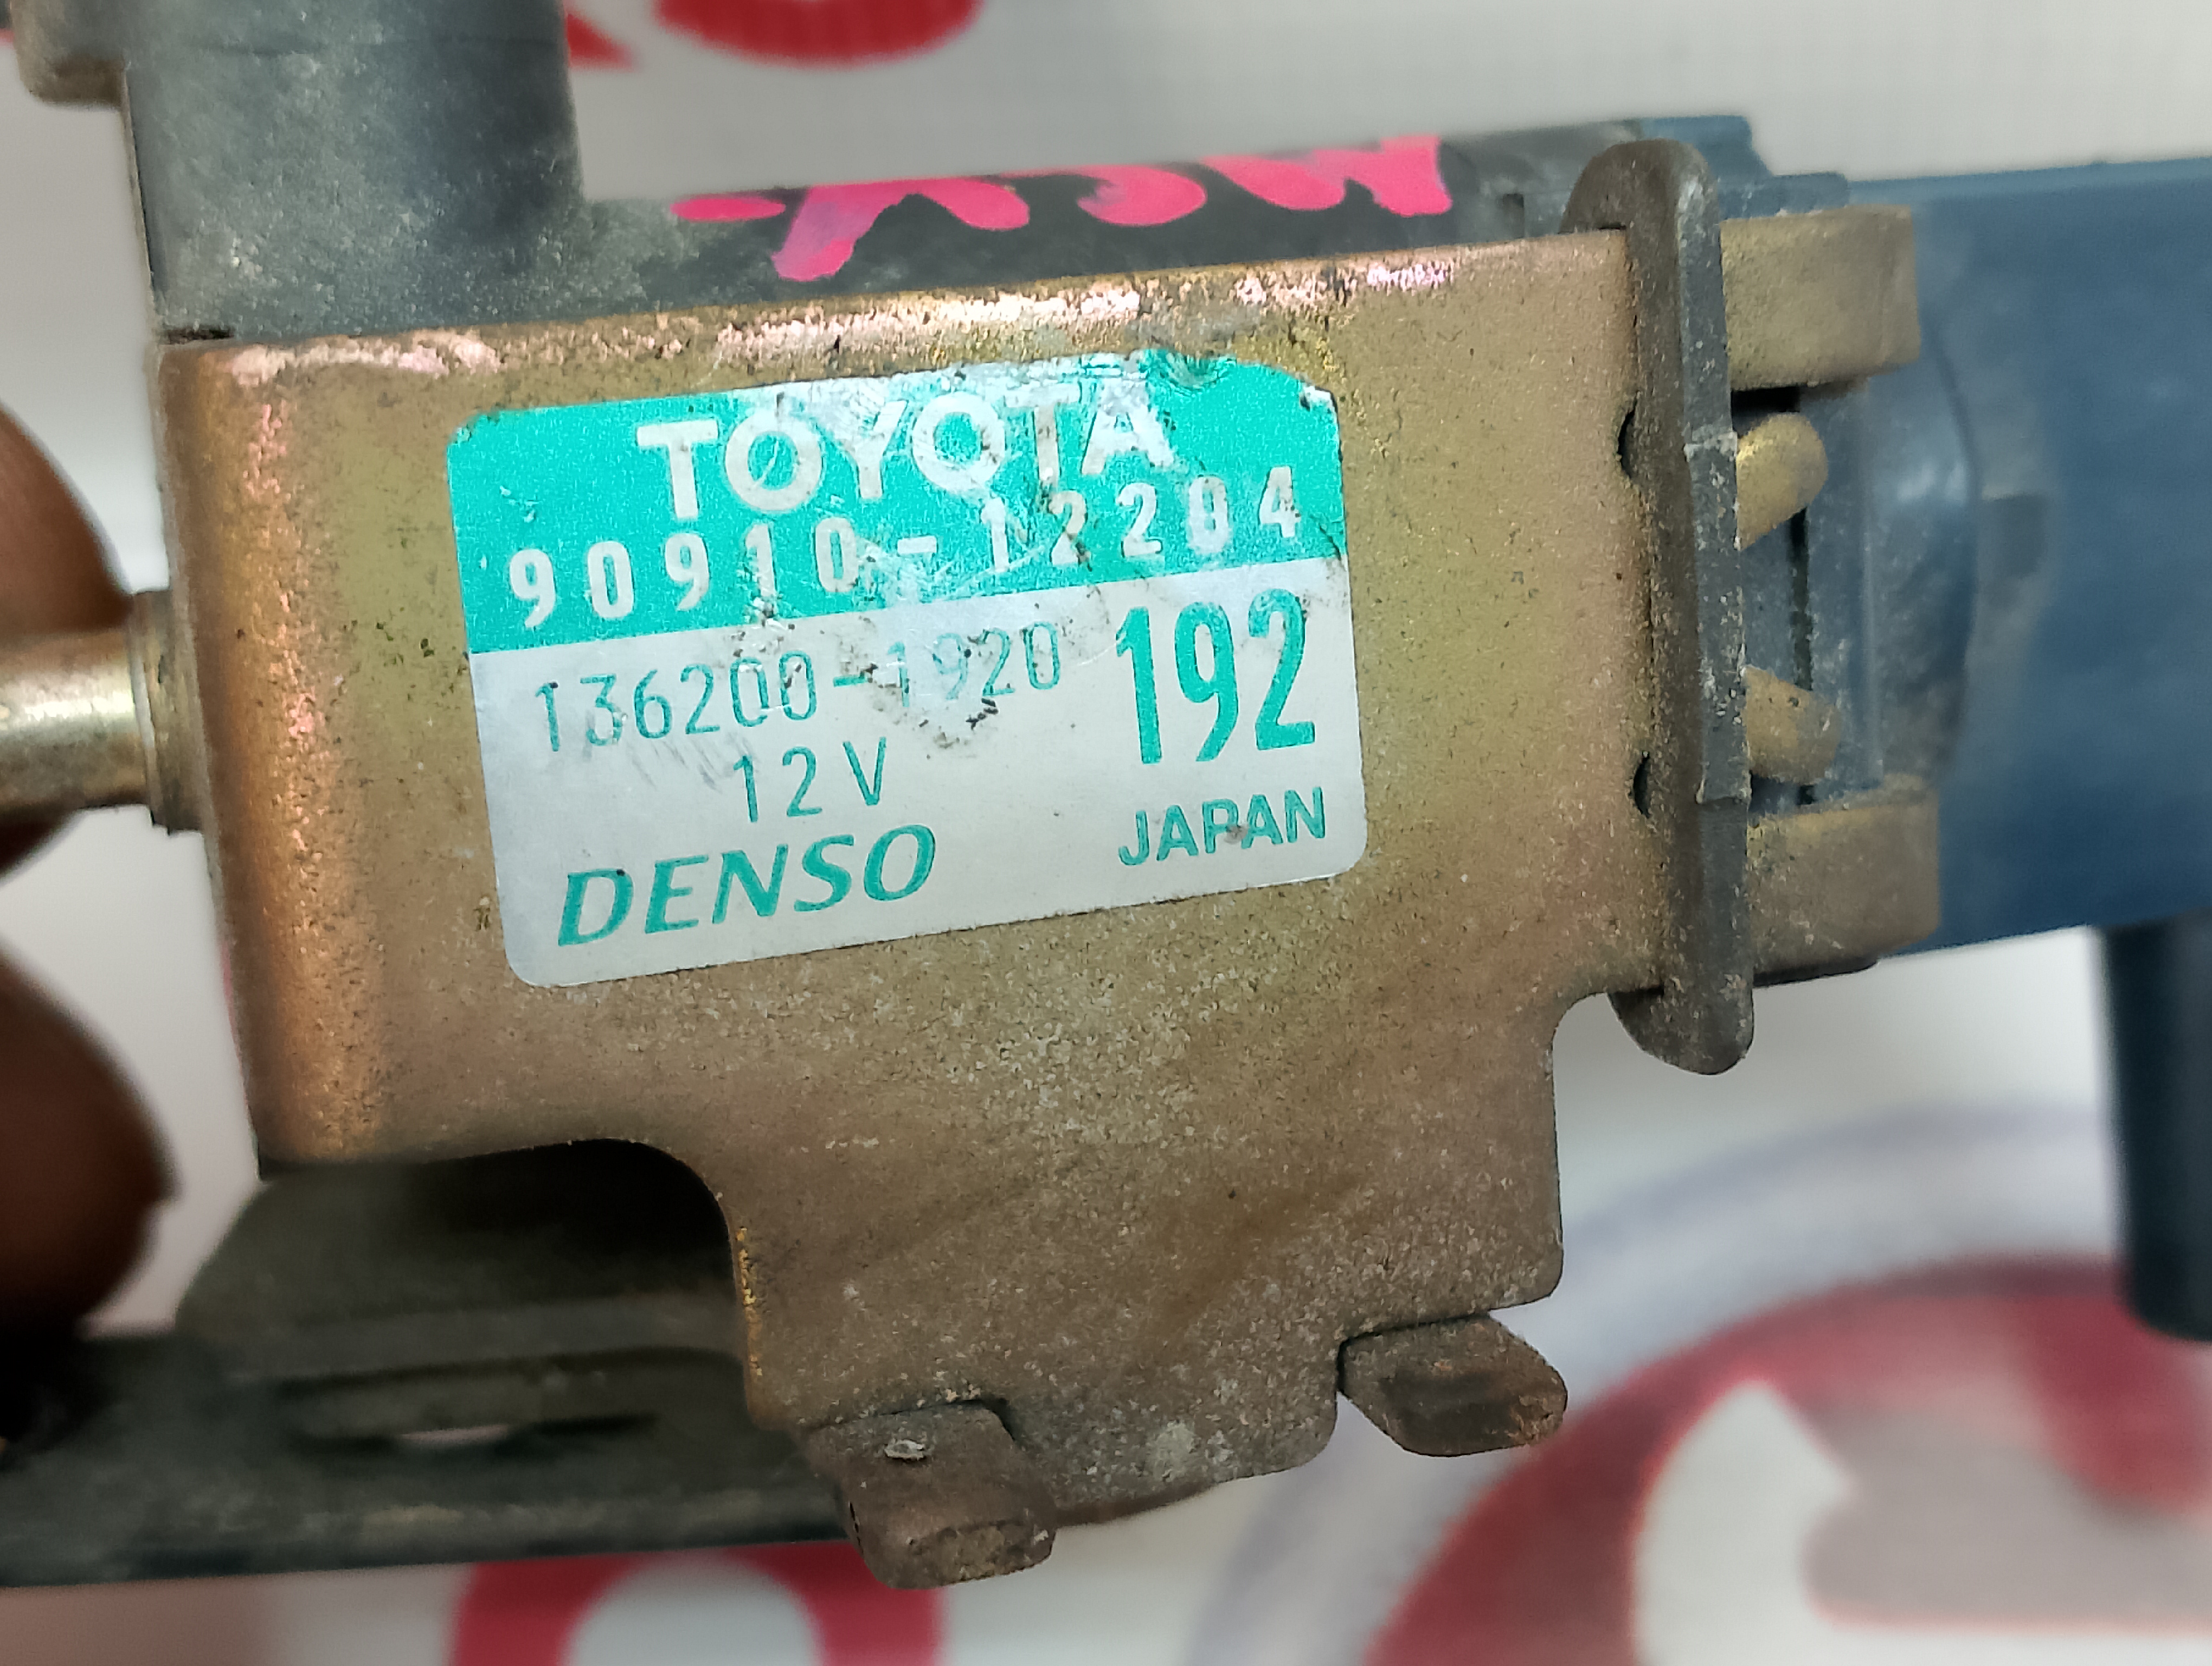 TOYOTA
90910-12204
136200-1920
192
12V
DENSO
JAPAN